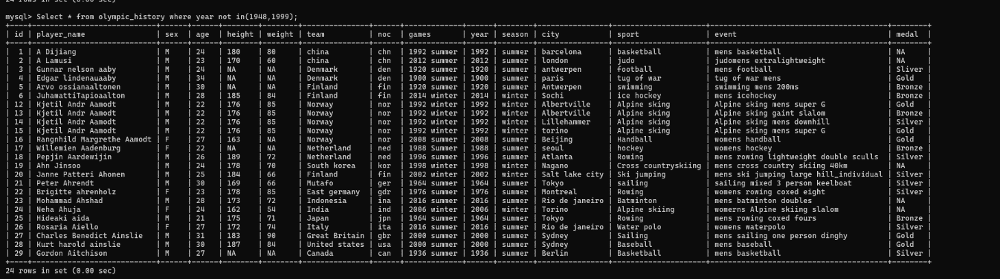 24 rows in set (0.00 sec)
mysql> Select * from olympic_history where year not in(1948,1999);
+----+---------------------------+-----+-----+--------+--------+---------------+-----+-------------+------+--------+----------------+----------------------+----------------------------------------+--------+
| id | player_name | sex | age | height | weight | team | noc | games | year | season | city | sport | event | medal |
+----+---------------------------+-----+-----+--------+--------+---------------+-----+-------------+------+--------+----------------+----------------------+----------------------------------------+--------+
| 1 | A Dijiang | M | 24 | 180 | 80 | china | chn | 1992 summer | 1992 | summer | barcelona | basketball | mens basketball | NA |
| 2 | A Lamusi | M | 23 | 170 | 60 | china | chn | 2012 summer | 2012 | summer | london | judo | judomens extralightweight | NA |
| 3 | Gunnar nelson aaby | M | 24 | NA | NA | Denmark | den | 1920 summer | 1920 | summer | antwerpen | football | mens football | Sliver |
| 4 | Edgar lindenauaaby | M | 34 | NA | NA | Denmark | den | 1900 summer | 1900 | summer | paris | tug of war | tug of war mens | Gold |
| 5 | Arvo ossianaaltonen | M | 30 | NA | NA | Finland | fin | 1920 summer | 1920 | summer | Antwerpen | swimming | swimming mens 200ms | Bronze |
| 6 | JuhamattiTapioaalton | M | 28 | 185 | 84 | Finland | fin | 2014 winter | 2014 | winter | Sochi | ice hockey | mens icehockey | Bronze |
| 12 | Kjetil Andr Aamodt | M | 22 | 176 | 85 | Norway | nor | 1992 winter | 1992 | winter | Albertville | Alpine sking | Alpine sking mens super G | Gold |
| 13 | Kjetil Andr Aamodt | M | 22 | 176 | 85 | Norway | nor | 1992 winter | 1992 | winter | Albertville | Alpine sking | Alpine sking gaint slalom | Bronze |
| 14 | Kjetil Andr Aamodt | M | 22 | 176 | 85 | Norway | nor | 1992 winter | 1992 | winter | Lillehammer | Alpine sking | Alpine sking mens downhill | Silver |
| 15 | Kjetil Andr Aamodt | M | 22 | 176 | 85 | Norway | nor | 1992 winter | 1992 | winter | torino | Alpine sking | Alpine sking mens super G | Gold |
| 16 | Rangnhild Margrethe Aamodt | F | 27 | 163 | NA | Norway | nor | 2008 summer | 2008 | summer | Beijing | Handball | womens handball | Gold |
| 17 | Willemien Aadenburg | F | 22 | NA | NA | Netherland | ned | 1988 Summer | 1988 | summer | seoul | hockey | womens hockey | Bronze |
| 18 | Pepjin Aardewijin | M | 26 | 189 | 72 | Netherland | ned | 1996 summer | 1996 | summer | Atlanta | Rowing | mens rowing lightweight double sculls | Silver |
| 19 | Ahn Jinsoo | M | 24 | 178 | 70 | South korea | kor | 1998 winter | 1998 | winter | Nagano | Cross countryskiing | mens cross country skiing 40km | NA |
| 20 | Janne Patteri Ahonen | M | 25 | 184 | 66 | Finland | fin | 2002 winter | 2002 | winter | Salt lake city | Ski jumping | mens ski jumping large hill_individual | Silver |
| 21 | Peter Ahrendt | M | 30 | 169 | 66 | Mutafo | ger | 1964 summer | 1964 | summer | Tokyo | sailing | sailing mixed 3 person keelboat | Silver |
| 22 | Brigitte ahrenholz | F | 23 | 178 | 85 | East germany | gdr | 1976 summer | 1976 | summer | Montreal | Rowing | womens rowing coxed eight | Silver |
| 23 | Mohammad Ahshad | M | 28 | 173 | 72 | Indonesia | ina | 2016 summer | 2016 | summer | Rio de janeiro | Batminton | mens batminton doubles | NA |
| 24 | Neha Ahuja | F | 24 | 162 | 54 | India | ind | 2006 winter | 2006 | winter | Torino | Alpine skiing | womerns Alpine skiing slalom | NA |
| 25 | Hideaki aida | M | 21 | 175 | 71 | Japan | jpn | 1964 summer | 1964 | summer | Tokyo | Rowing | mens rowing coxed fours | Bronze |
| 26 | Rosaria Aiello | F | 27 | 172 | 74 | Italy | ita | 2016 summer | 2016 | summer | Rio de janeiro | Water polo | womens waterpolo | Silver |
| 27 | Charles Benedict Ainslie | M | 31 | 183 | 90 | Great Britain | gbr | 2000 summer | 2000 | summer | Sydney | Sailing | mens sailing one person dinghy | Gold |
| 28 | Kurt harold ainslie | M | 30 | 187 | 84 | United states | usa | 2000 summer | 2000 | summer | Sydney | Baseball | mens baseball | Gold |
| 29 | Gordon Aitchison | M | 27 | NA | NA | Canada | can | 1936 summer | 1936 | summer | Berlin | Basketball | mens basketball | Silver |
+----+---------------------------+-----+-----+--------+--------+---------------+-----+-------------+------+--------+----------------+----------------------+----------------------------------------+--------+
24 rows in set (0.00 sec)